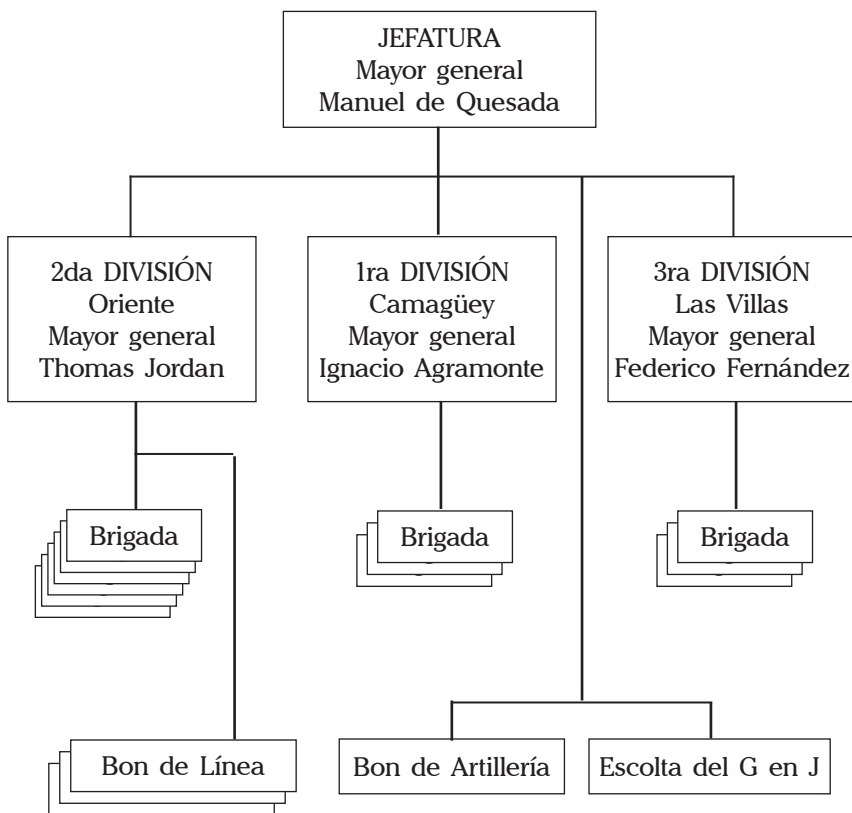 JEFATURA
Mayor general
Manuel de Quesada
2da DIVISIÓN
Oriente
Mayor general
Thomas Jordan
1ra DIVISIÓN
Camagüey
Mayor general
Ignacio Agramonte
3ra DIVISIÓN
Las Villas
Mayor general
Federico Fernández
Brigada
Brigada
Brigada
Bon de Línea
Bon de Artillería
Escolta del G en J